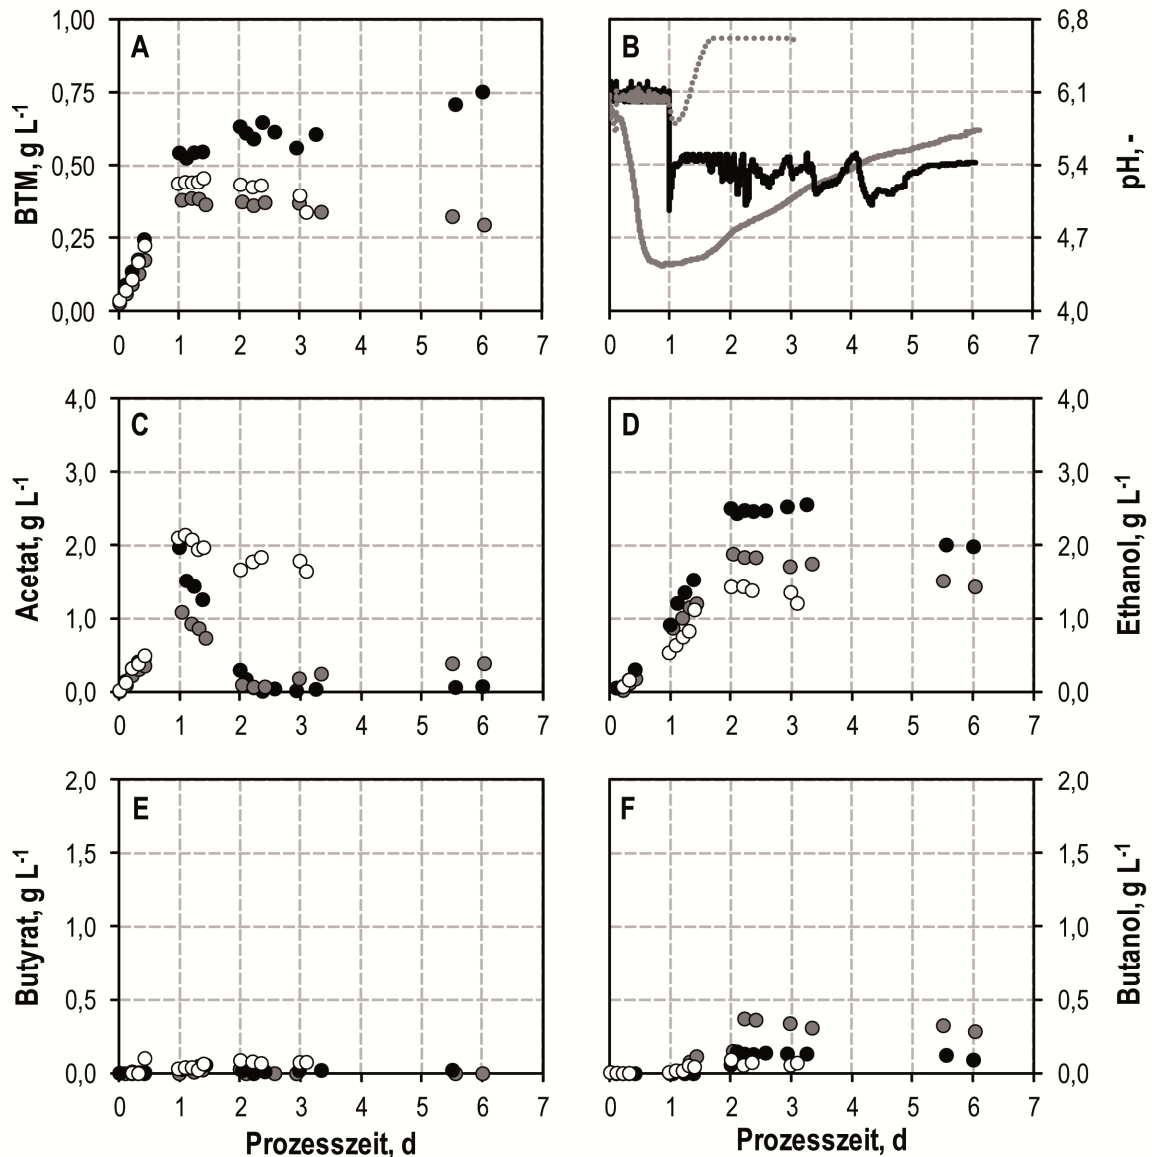 1,00
0,75
0,50
0,25
0,00
BTM, g L-1
A
0 1 2 3 4 5 6 7
B
6,8
6,1
5,4
4,7
4,0
pH, -
0 1 2 3 4 5 6 7
4,0
3,0
2,0
1,0
0,0
Acetat, g L-1
C
0 1 2 3 4 5 6 7
D
4,0
3,0
2,0
1,0
0,0
Ethanol, g L-1
0 1 2 3 4 5 6 7
2,0
1,5
1,0
0,5
0,0
Butyrat, g L-1
E
0 1 2 3 4 5 6 7
Prozesszeit, d
F
2,0
1,5
1,0
0,5
0,0
Butanol, g L-1
0 1 2 3 4 5 6 7
Prozesszeit, d